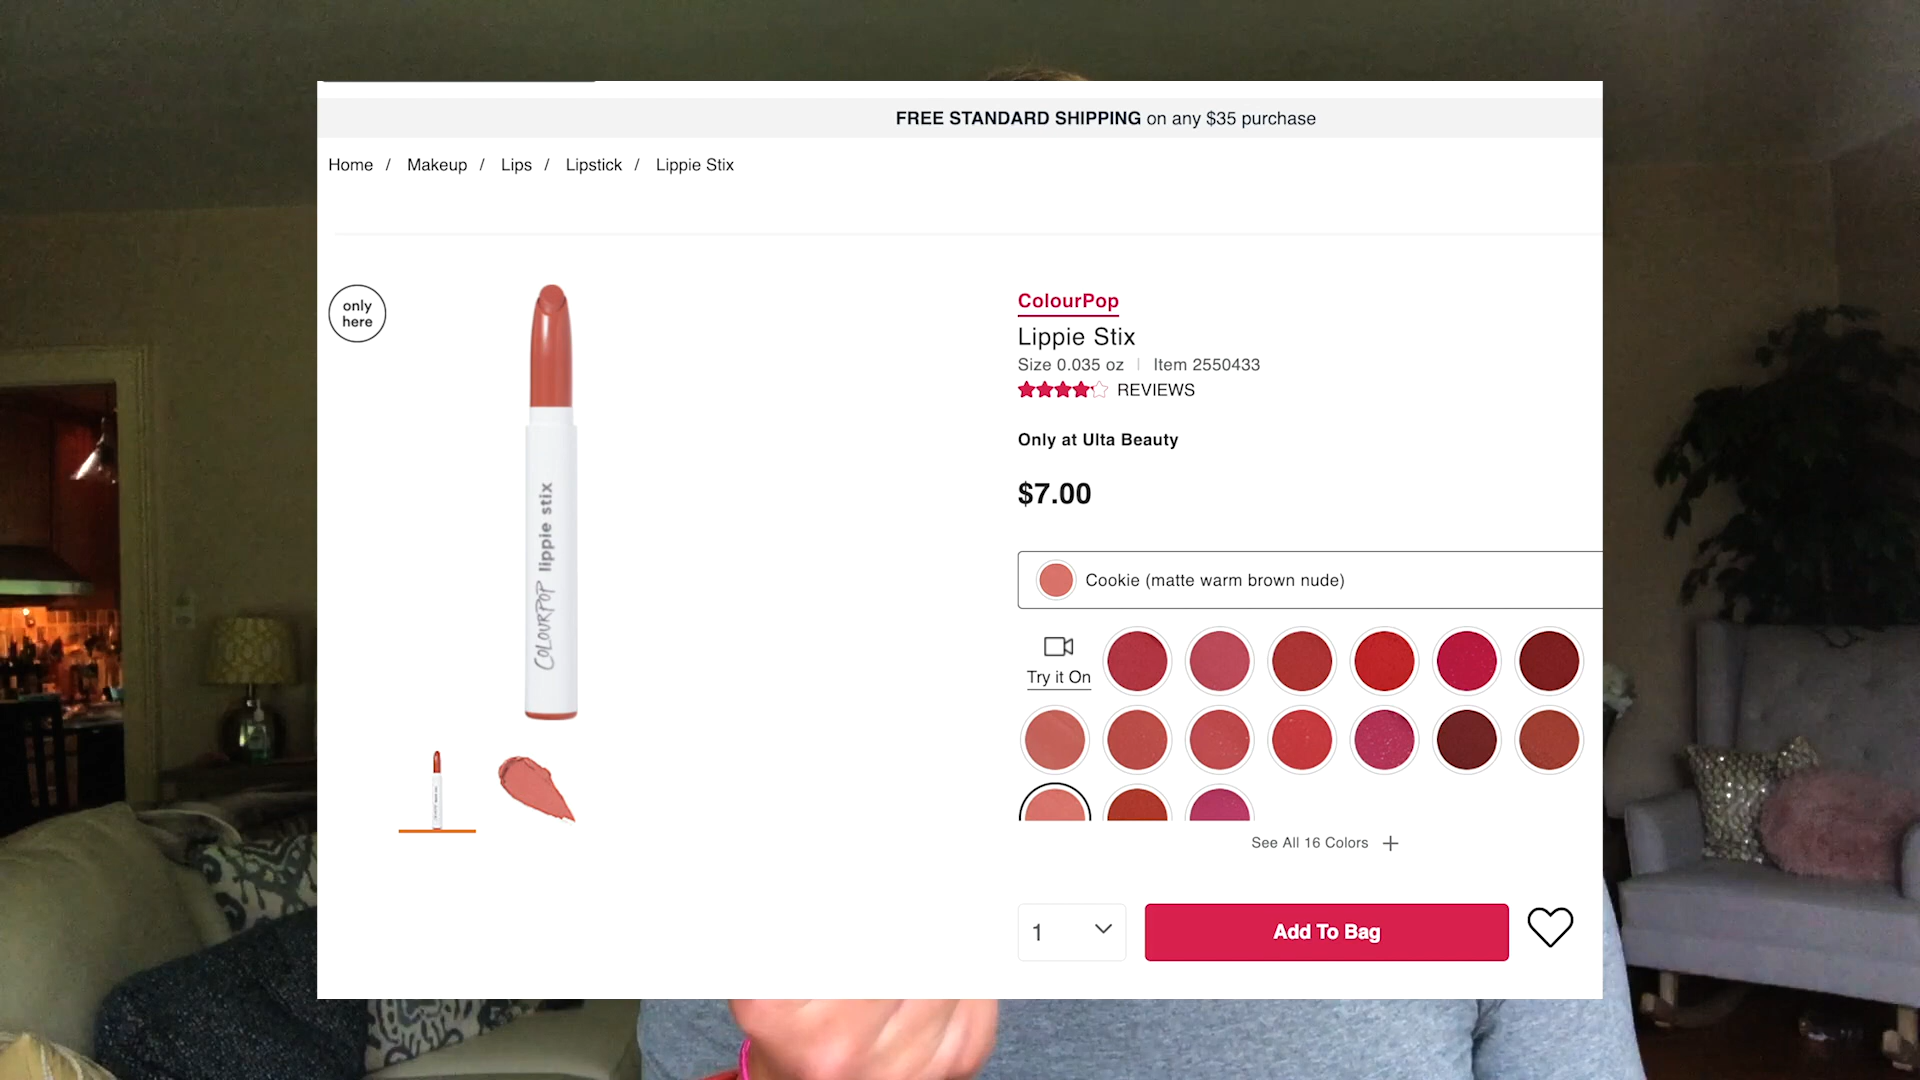 FREE STANDARD SHIPPING on any $35 purchase
Home / Makeup / Lips / Lipstick / Lippie Stix
only
here
COLOURPOP lippie stix
ColourPop
Lippie Stix
Size 0.035 oz | Item 2550433
REVIEWS
Only at Ulta Beauty
$7.00
Cookie (matte warm brown nude)
Try it On
See All 16 Colors +
1
Add To Bag